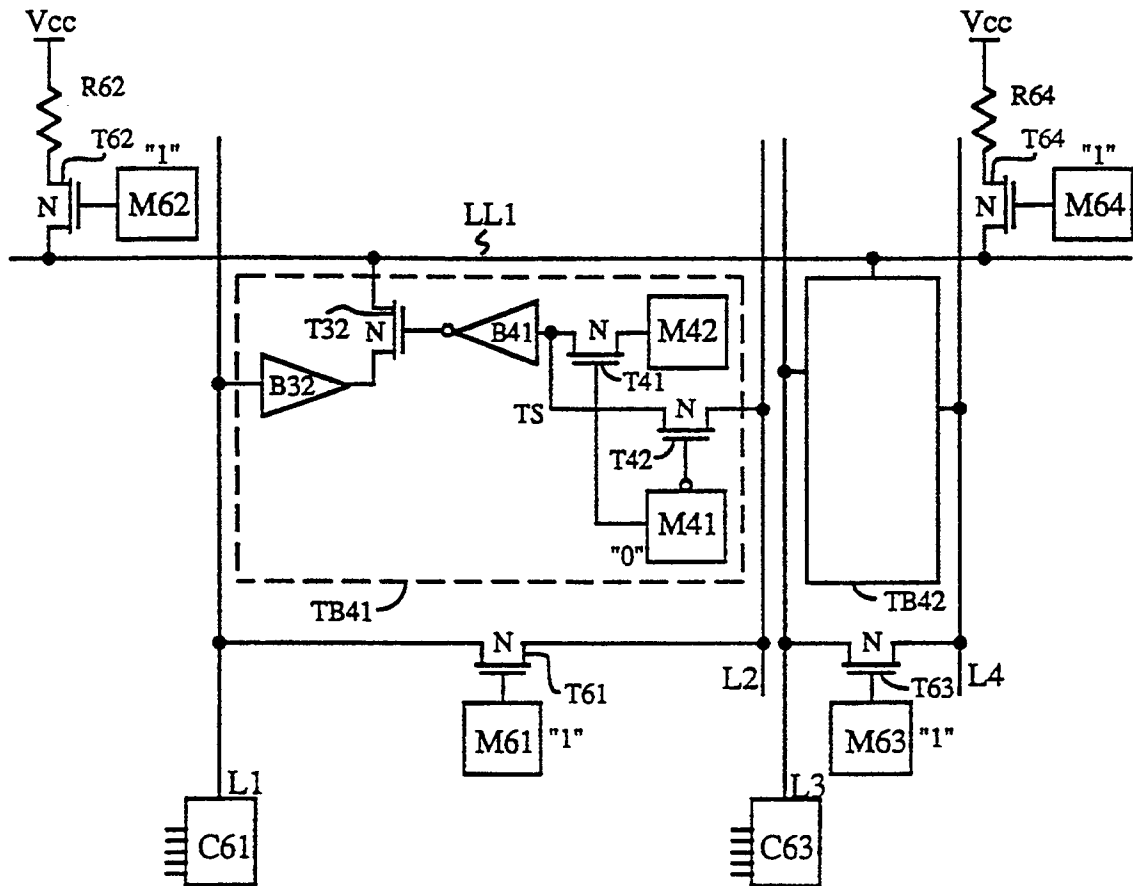 Vcc
Vcc
R62
R64
T62
T64
"1"
"1"
N
M62
N
M64
LL1
T32
N
B41
N
M42
B32
T41
TS
N
T42
M41
"0"
TB41
TB42
N
N
T61
L2
T63
L4
M61
"1"
M63
"1"
L1
L3
C61
C63